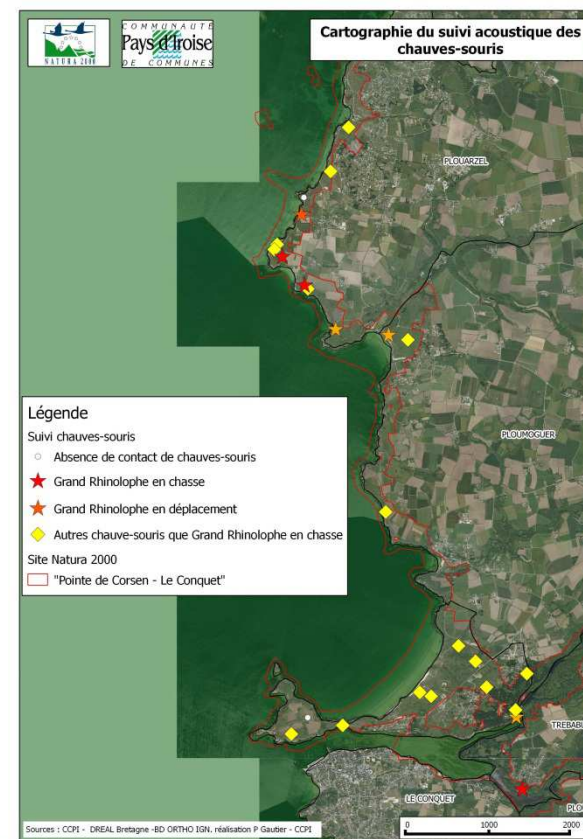 NATURA 2000
COMMUNAUTÉ
Pays d'Iroise
DE COMMUNES
Cartographie du suivi acoustique des
chauves-souris
PLOUARZEL
PLOUMOGUER
Légende
Suivi chauves-souris
Absence de contact de chauves-souris
Grand Rhinolophe en chasse
Grand Rhinolophe en déplacement
Autres chauve-souris que Grand Rhinolophe en chasse
Site Natura 2000
"Pointe de Corsen - Le Conquet"
TREBABU
LE CONQUET
PLO
Sources : CCPI - DREAL Bretagne -BD ORTHO IGN. réalisation P Gautier - CCPI
0 1000 2000